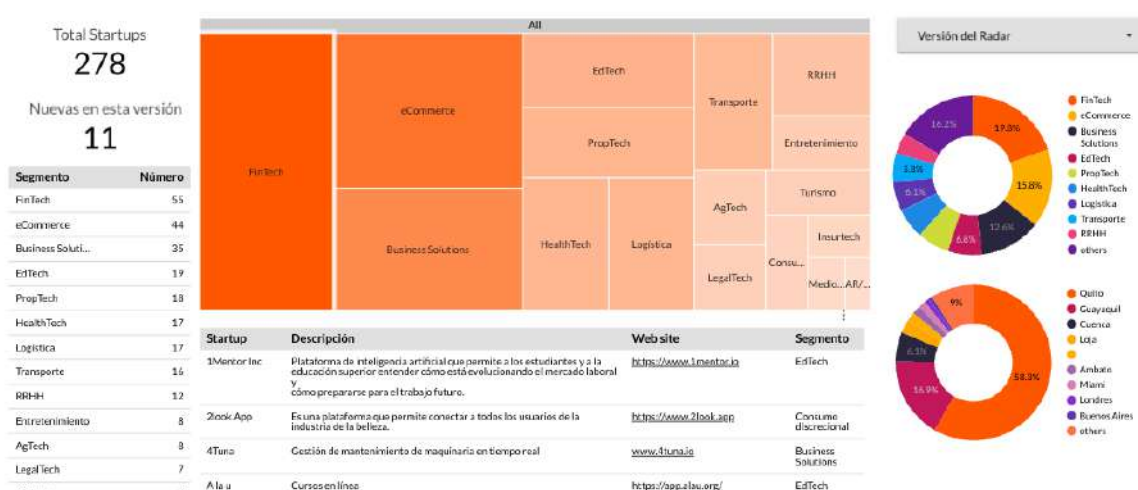 Total Startups
278
Nuevas en esta versión
11
Segmento Número
FinTech 55
eCommerce 44
Business Soluti... 35
EdTech 19
PropTech 18
HealthTech 17
Logística 17
Transporte 16
RRHH 12
Entretenimiento 8
AgTech 8
LegalTech 7
All
FinTech
eCommerce
Business Solutions
EdTech
PropTech
HealthTech
Logística
Transporte
RRHH
Entretenimiento
AgTech
Turismo
LegalTech
Consu...
Insurtech
Medio...
AR/...
Startup Descripción Web site Segmento
1Mentor Inc Plataforma de inteligencia artificial que permite a los estudiantes y a la https://www.1mentor.io EdTech
educación superior entender cómo está evolucionando el mercado laboral
y
cómo prepararse para el trabajo futuro.
2look App Es una plataforma que permite conectar a todos los usuarios de la https://www.2look.app Consumo
industria de la belleza. discrecional
4Tuna Gestión de mantenimiento de maquinaria en tiempo real www.4tuna.io Business
Solutions
A la u Cursos en línea https://app.alau.org/ EdTech
Versión del Radar
19.8%
15.8%
12.6%
6.8%
6.1%
5.8%
16.2%
FinTech
eCommerce
Business
Solutions
EdTech
PropTech
HealthTech
Logística
Transporte
RRHH
others
58.3%
16.9%
6.1%
9%
Quito
Guayaquil
Cuenca
Loja
Ambato
Miami
Londres
Buenos Aires
others